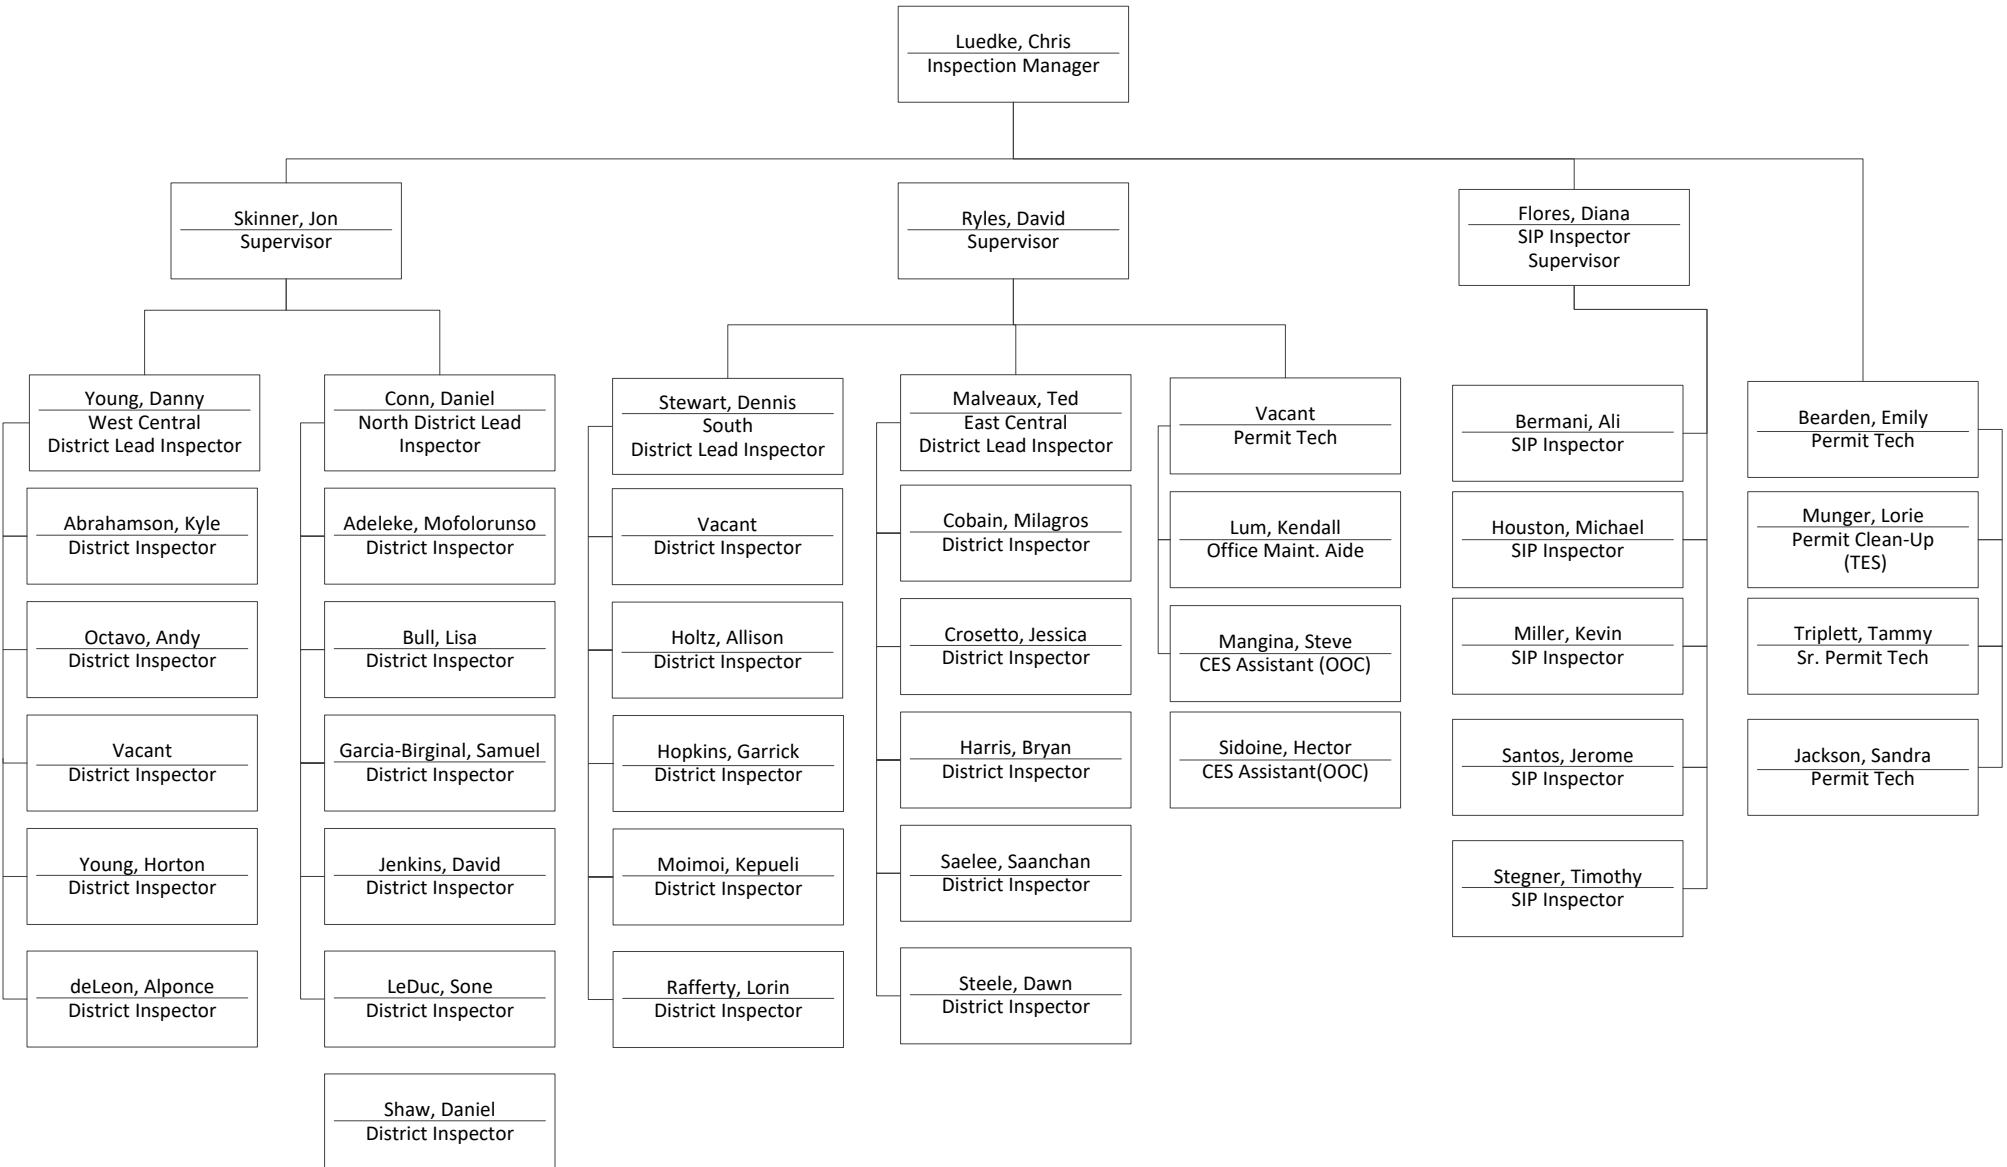 Luedke, Chris
Inspection Manager
Skinner, Jon
Supervisor
Ryles, David
Supervisor
Flores, Diana
SIP Inspector
Supervisor
Young, Danny
West Central
District Lead Inspector
Abrahamson, Kyle
District Inspector
Octavo, Andy
District Inspector
Vacant
District Inspector
Young, Horton
District Inspector
deLeon, Alponce
District Inspector
Conn, Daniel
North District Lead
Inspector
Adeleke, Mofolorunso
District Inspector
Bull, Lisa
District Inspector
Garcia-Birginal, Samuel
District Inspector
Jenkins, David
District Inspector
LeDuc, Sone
District Inspector
Shaw, Daniel
District Inspector
Stewart, Dennis
South
District Lead Inspector
Vacant
District Inspector
Holtz, Allison
District Inspector
Hopkins, Garrick
District Inspector
Moimoi, Kepueli
District Inspector
Rafferty, Lorin
District Inspector
Malveaux, Ted
East Central
District Lead Inspector
Cobain, Milagros
District Inspector
Crosetto, Jessica
District Inspector
Harris, Bryan
District Inspector
Saelee, Saanchan
District Inspector
Steele, Dawn
District Inspector
Vacant
Permit Tech
Lum, Kendall
Office Maint. Aide
Mangina, Steve
CES Assistant (OOC)
Sidoine, Hector
CES Assistant(OOC)
Bermani, Ali
SIP Inspector
Houston, Michael
SIP Inspector
Miller, Kevin
SIP Inspector
Santos, Jerome
SIP Inspector
Stegner, Timothy
SIP Inspector
Bearden, Emily
Permit Tech
Munger, Lorie
Permit Clean-Up
(TES)
Triplett, Tammy
Sr. Permit Tech
Jackson, Sandra
Permit Tech